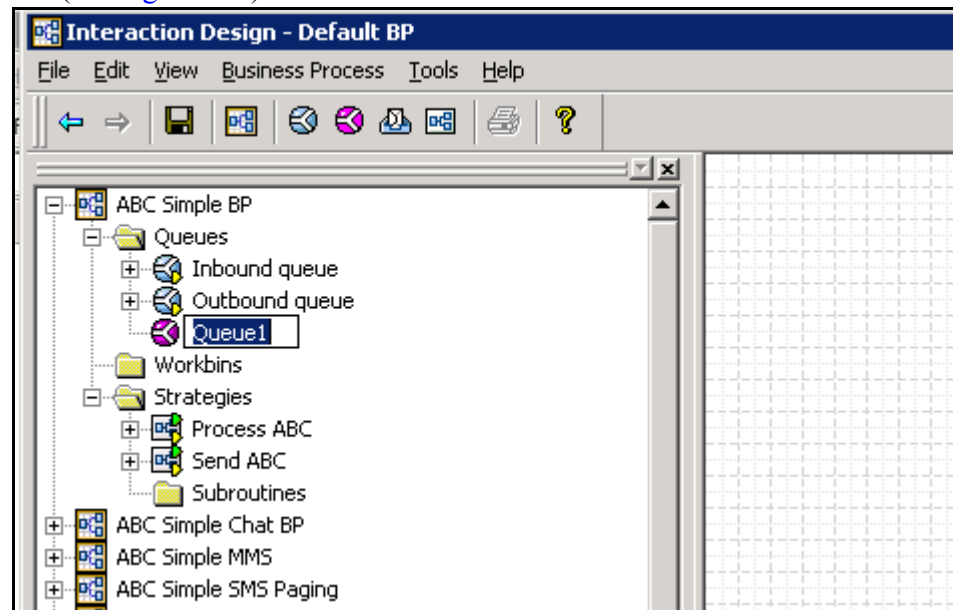 Interaction Design - Default BP
File Edit View Business Process Tools Help
ABC Simple BP
Queues
Inbound queue
Outbound queue
Queue1
Workbins
Strategies
Process ABC
Send ABC
Subroutines
ABC Simple Chat BP
ABC Simple MMS
ABC Simple SMS Paging